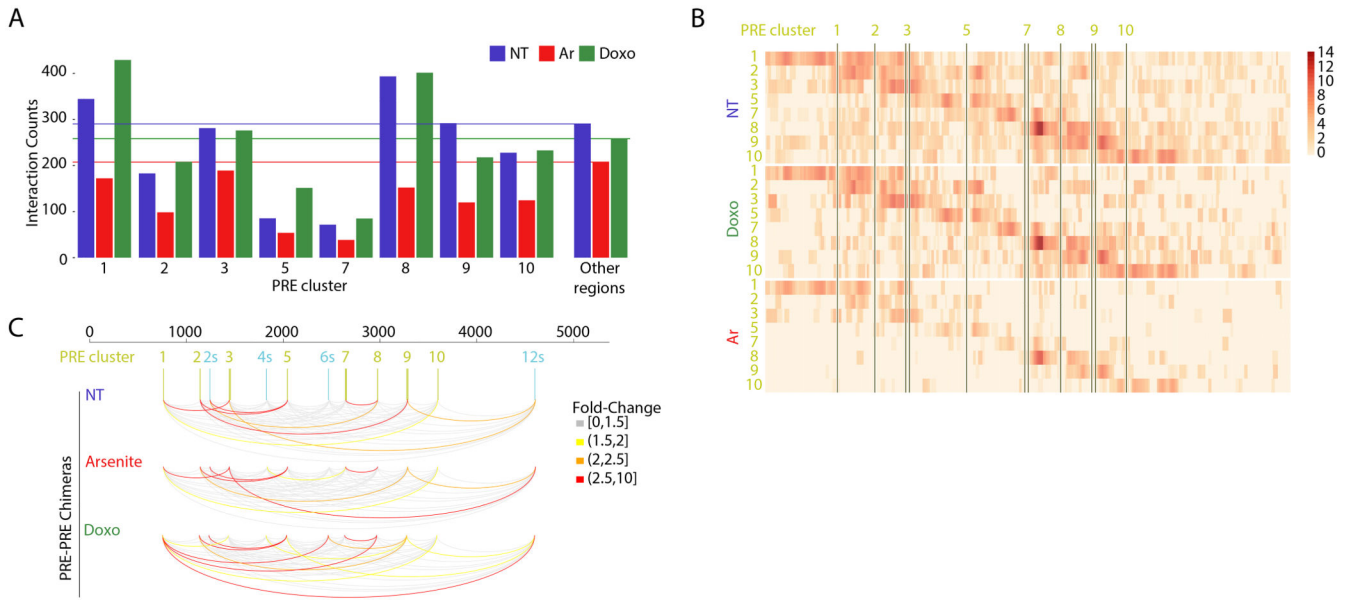 A
NT Ar Doxo
Interaction Counts
400
300
200
100
0
1 2 3 5 7 8 9 10 Other regions
PRE cluster
B
PRE cluster 1 2 3 5 7 8 9 10
NT
1
2
3
5
7
8
9
10
Doxo
1
2
3
5
7
8
9
10
Ar
1
2
3
5
7
8
9
10
14
12
10
8
6
4
2
0
C
0 1000 2000 3000 4000 5000
PRE cluster 1 2 2s 3 4s 5 6s 7 8 9 10 12s
PRE-PRE Chimeras
NT
Arsenite
Doxo
Fold-Change
[0,1.5]
(1.5,2]
(2,2.5]
(2.5,10]